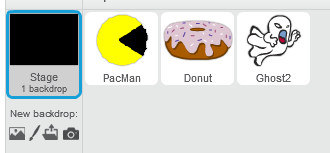 Stage
1 backdrop
PacMan
Donut
Ghost2
New backdrop: